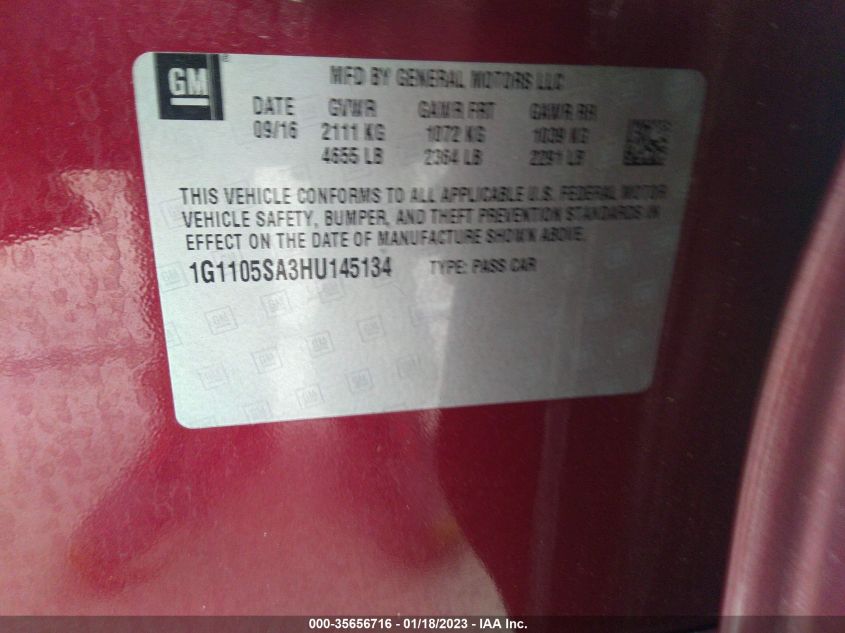 GM
MFD BY GENERAL MOTORS LLC
DATE GVWR GAWR FRT GAWR RR
09/16 2111 KG 1072 KG 1039 KG
4655 LB 2364 LB 2291 LB
THIS VEHICLE CONFORMS TO ALL APPLICABLE U.S. FEDERAL MOTOR
VEHICLE SAFETY, BUMPER, AND THEFT PREVENTION STANDARDS IN
EFFECT ON THE DATE OF MANUFACTURE SHOWN ABOVE.
1G1105SA3HU145134 TYPE: PASS CAR
000-35656716 - 01/18/2023 - IAA Inc.